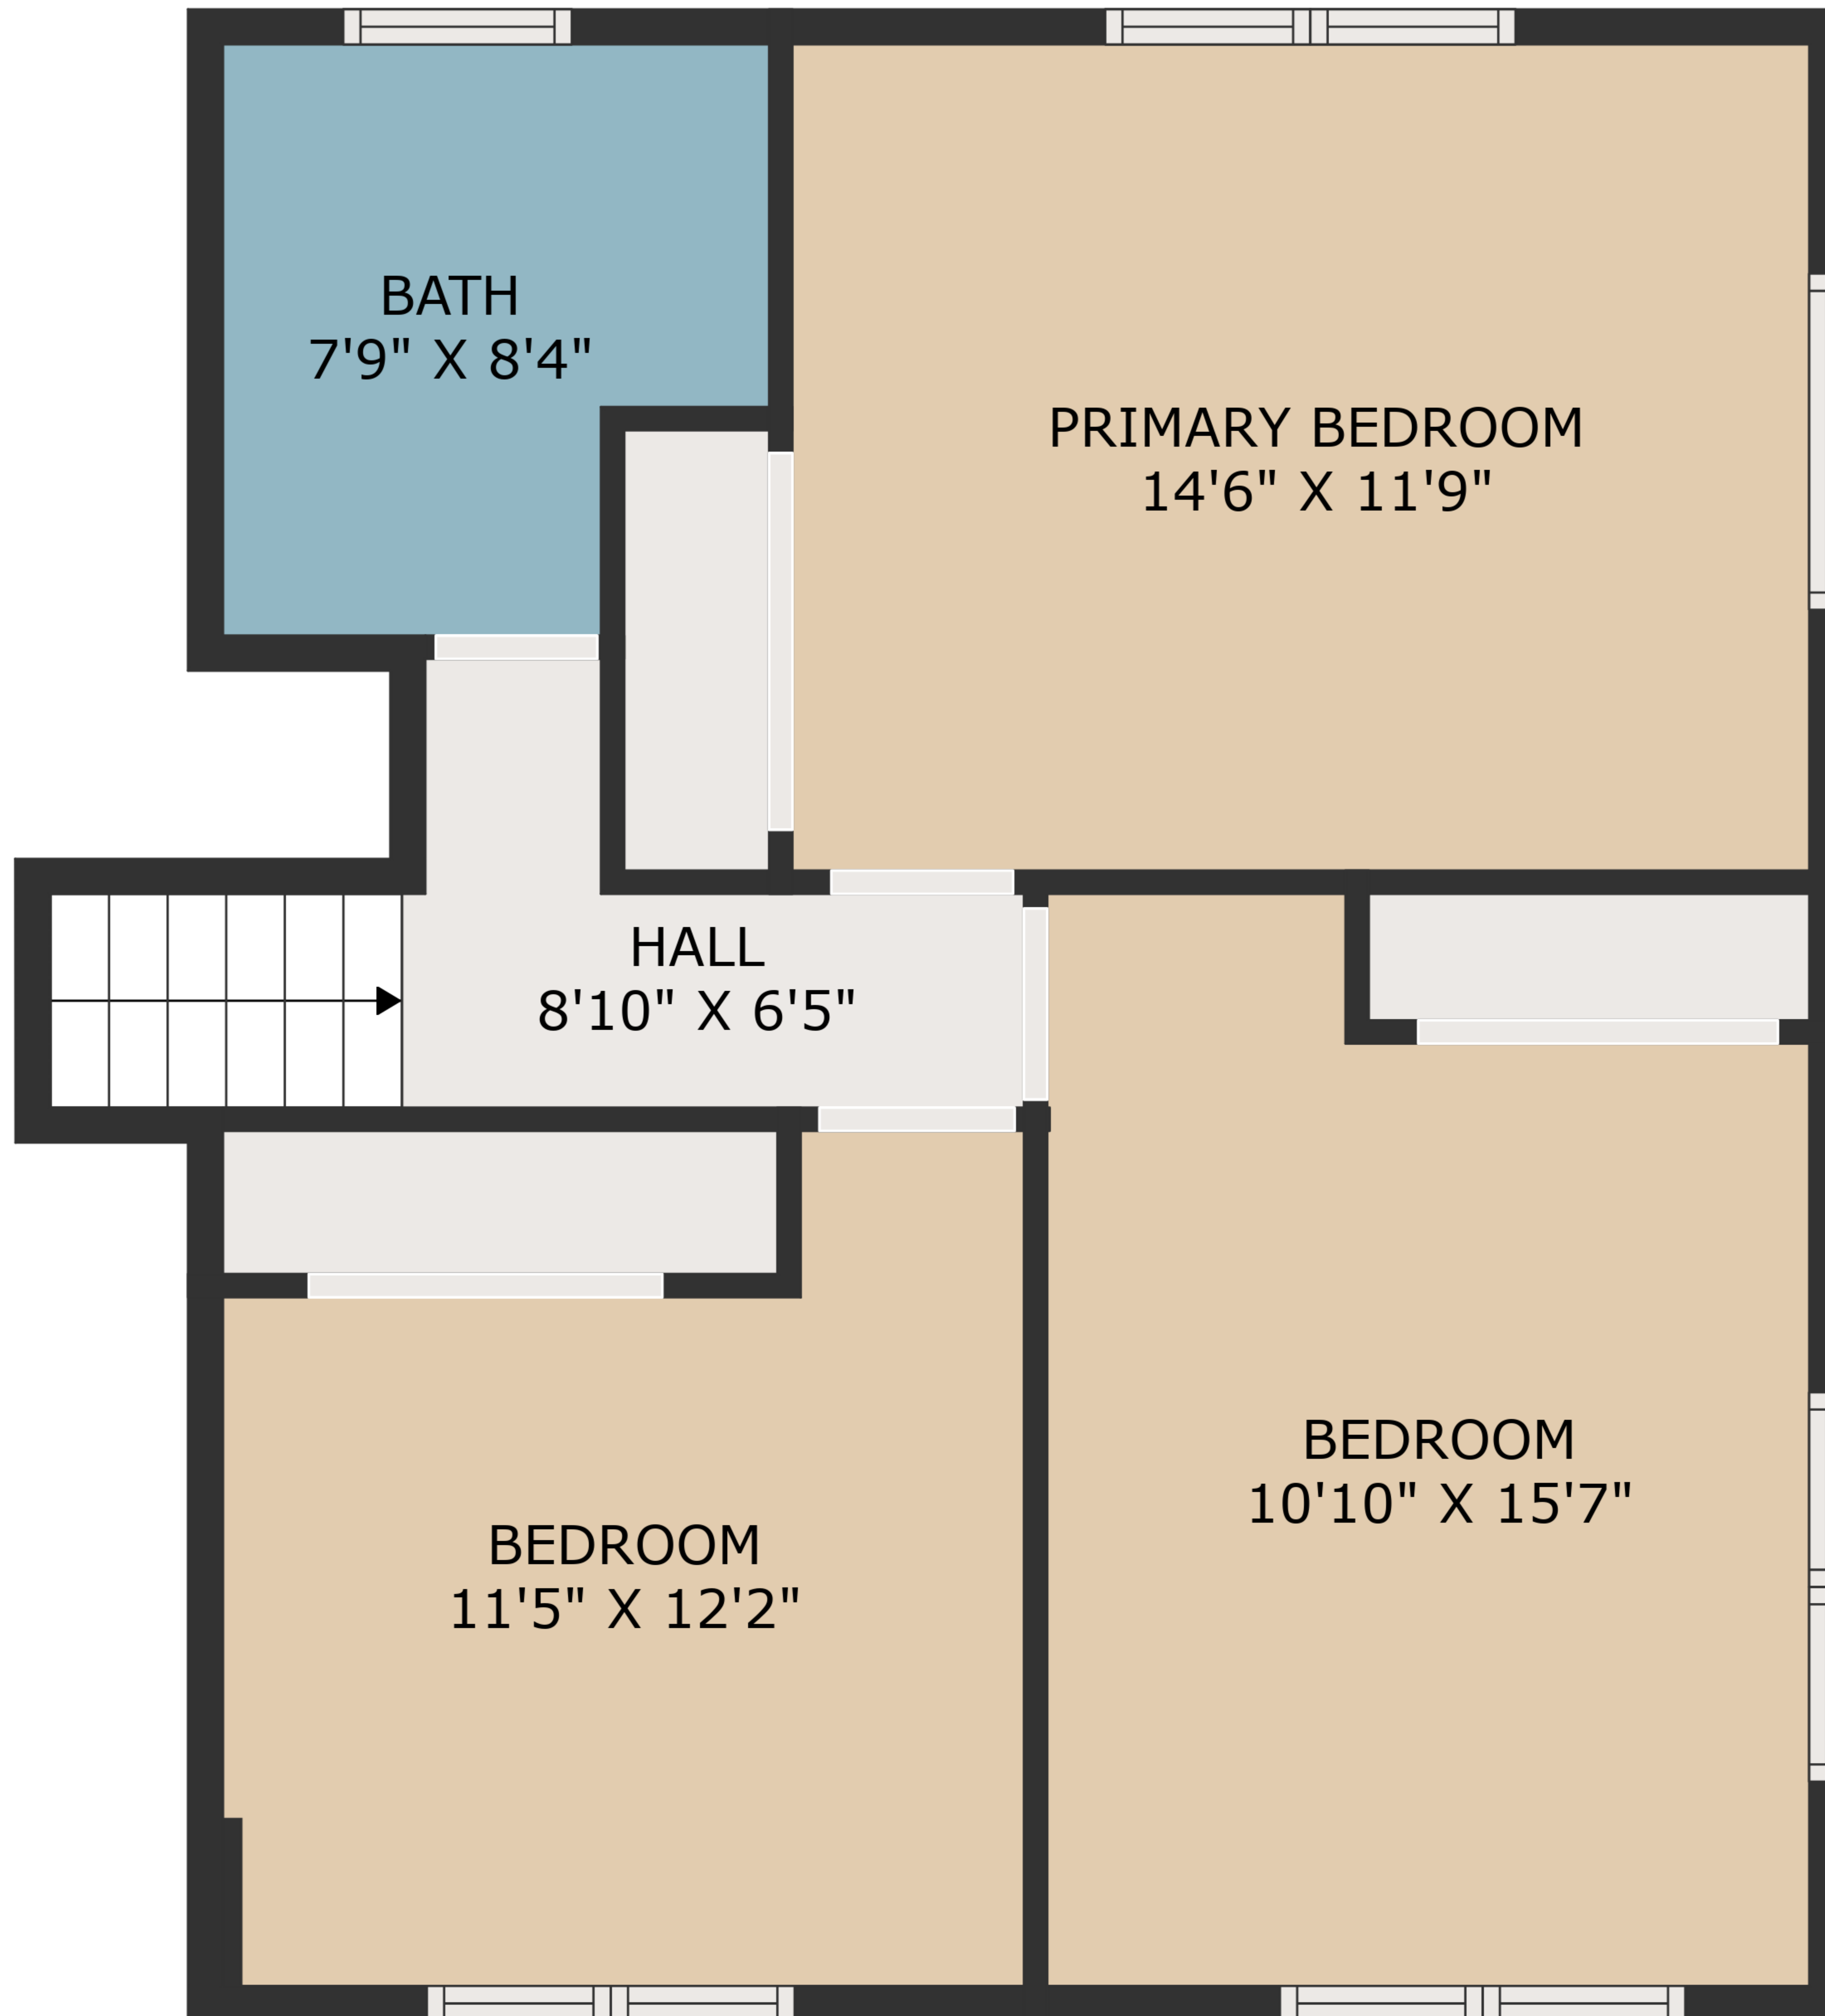 BATH
7'9" X 8'4"
PRIMARY BEDROOM
14'6" X 11'9"
HALL
8'10" X 6'5"
BEDROOM
10'10" X 15'7"
BEDROOM
11'5" X 12'2"